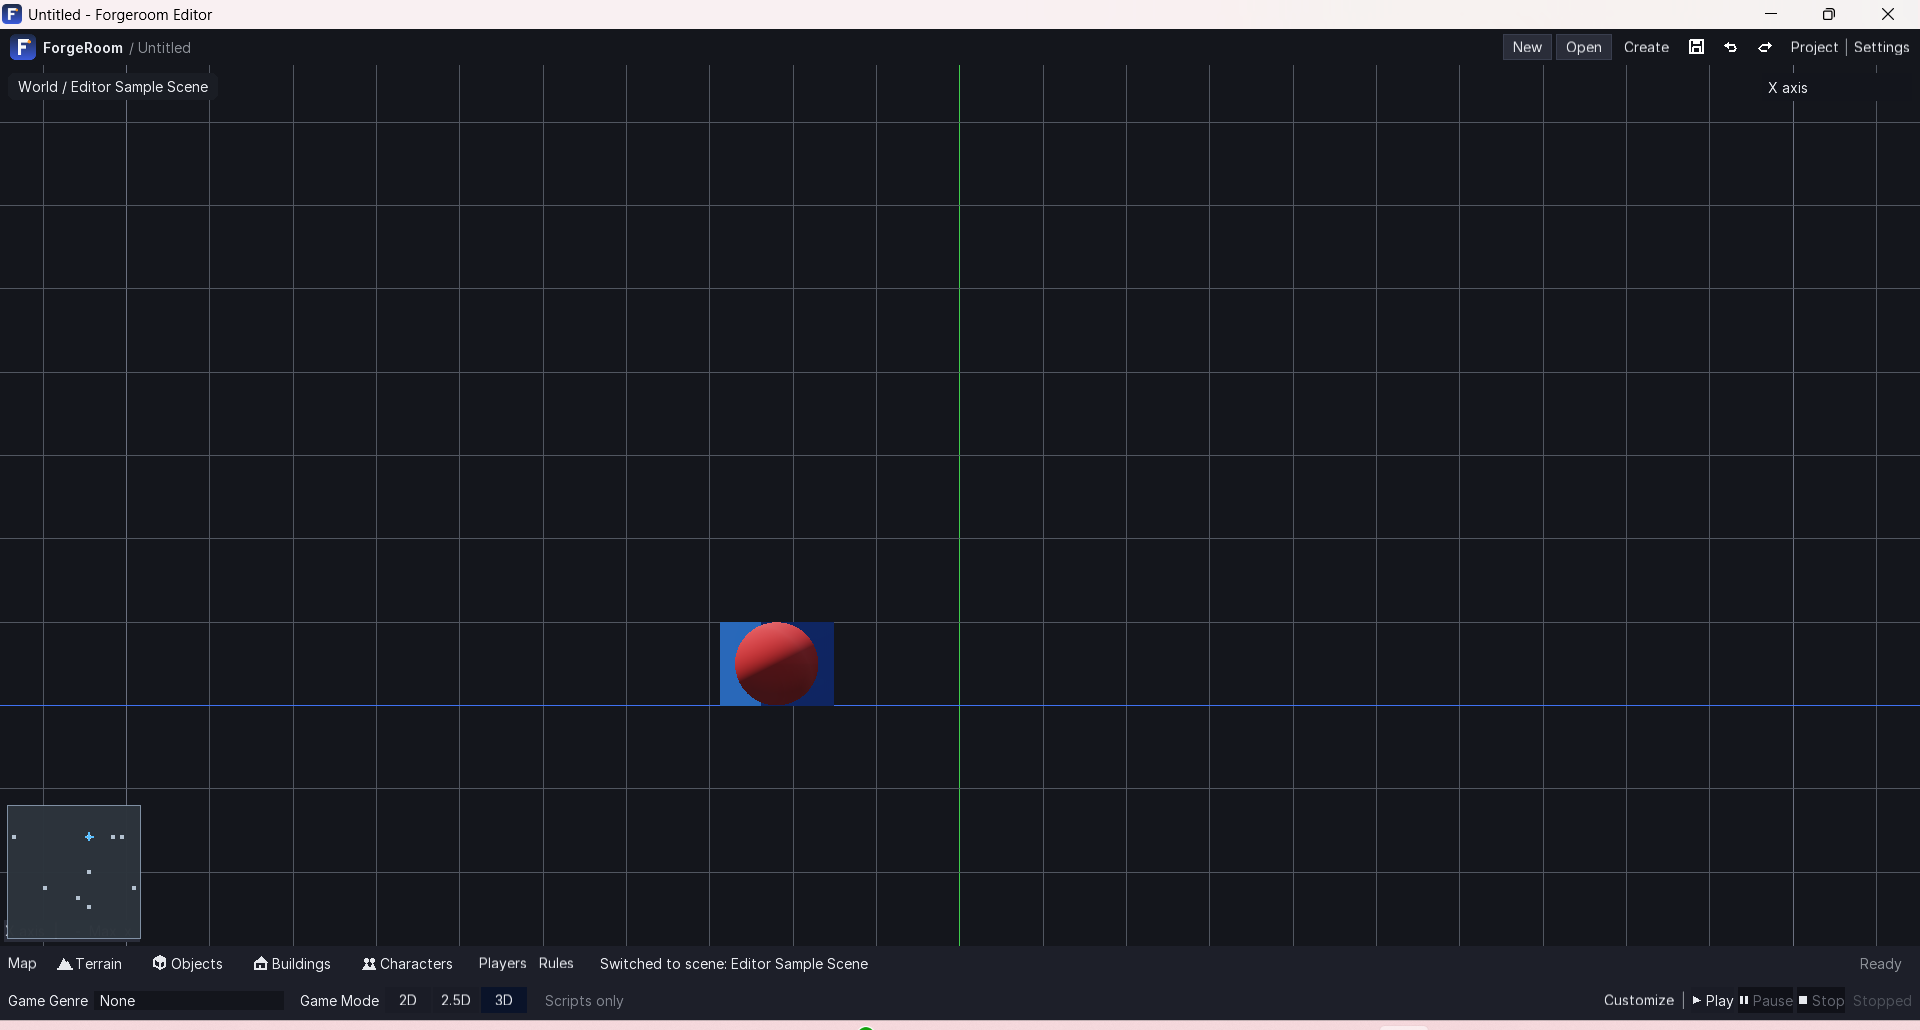 Untitled - Forgeroom Editor
ForgeRoom / Untitled
New Open Create Project | Settings
World / Editor Sample Scene
X axis
Map Terrain Objects Buildings Characters Players Rules Switched to scene: Editor Sample Scene Ready
Game Genre None Game Mode 2D 2.5D 3D Scripts only Customize | Play Pause Stop Stopped